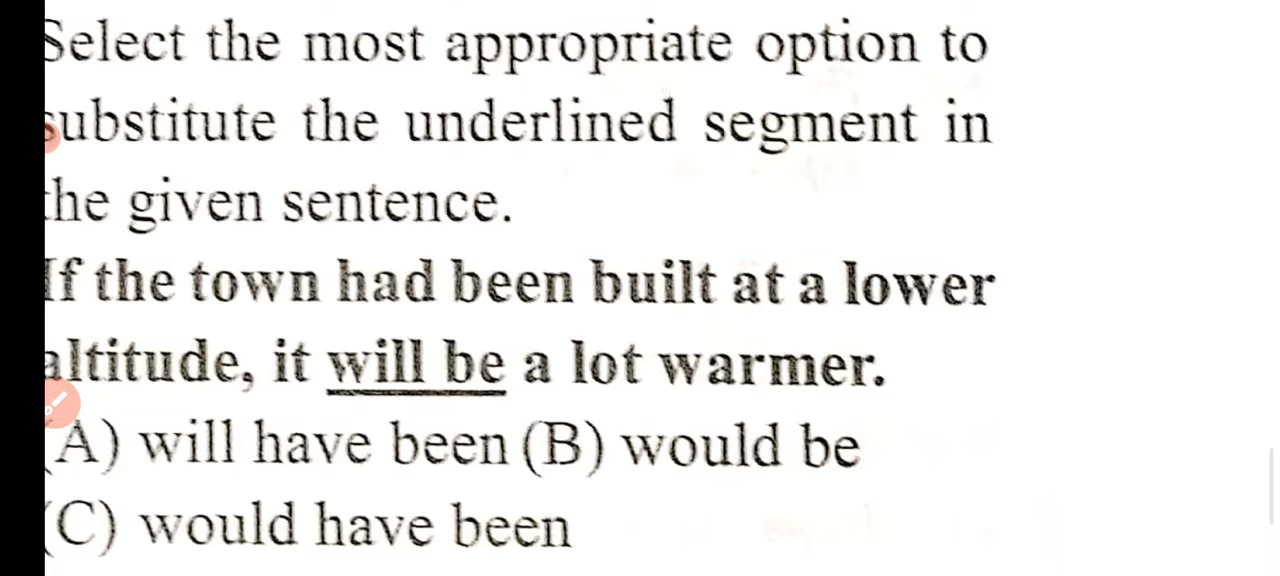 Select the most appropriate option to
substitute the underlined segment in
the given sentence.
If the town had been built at a lower
altitude, it will be a lot warmer.
(A) will have been (B) would be
(C) would have been